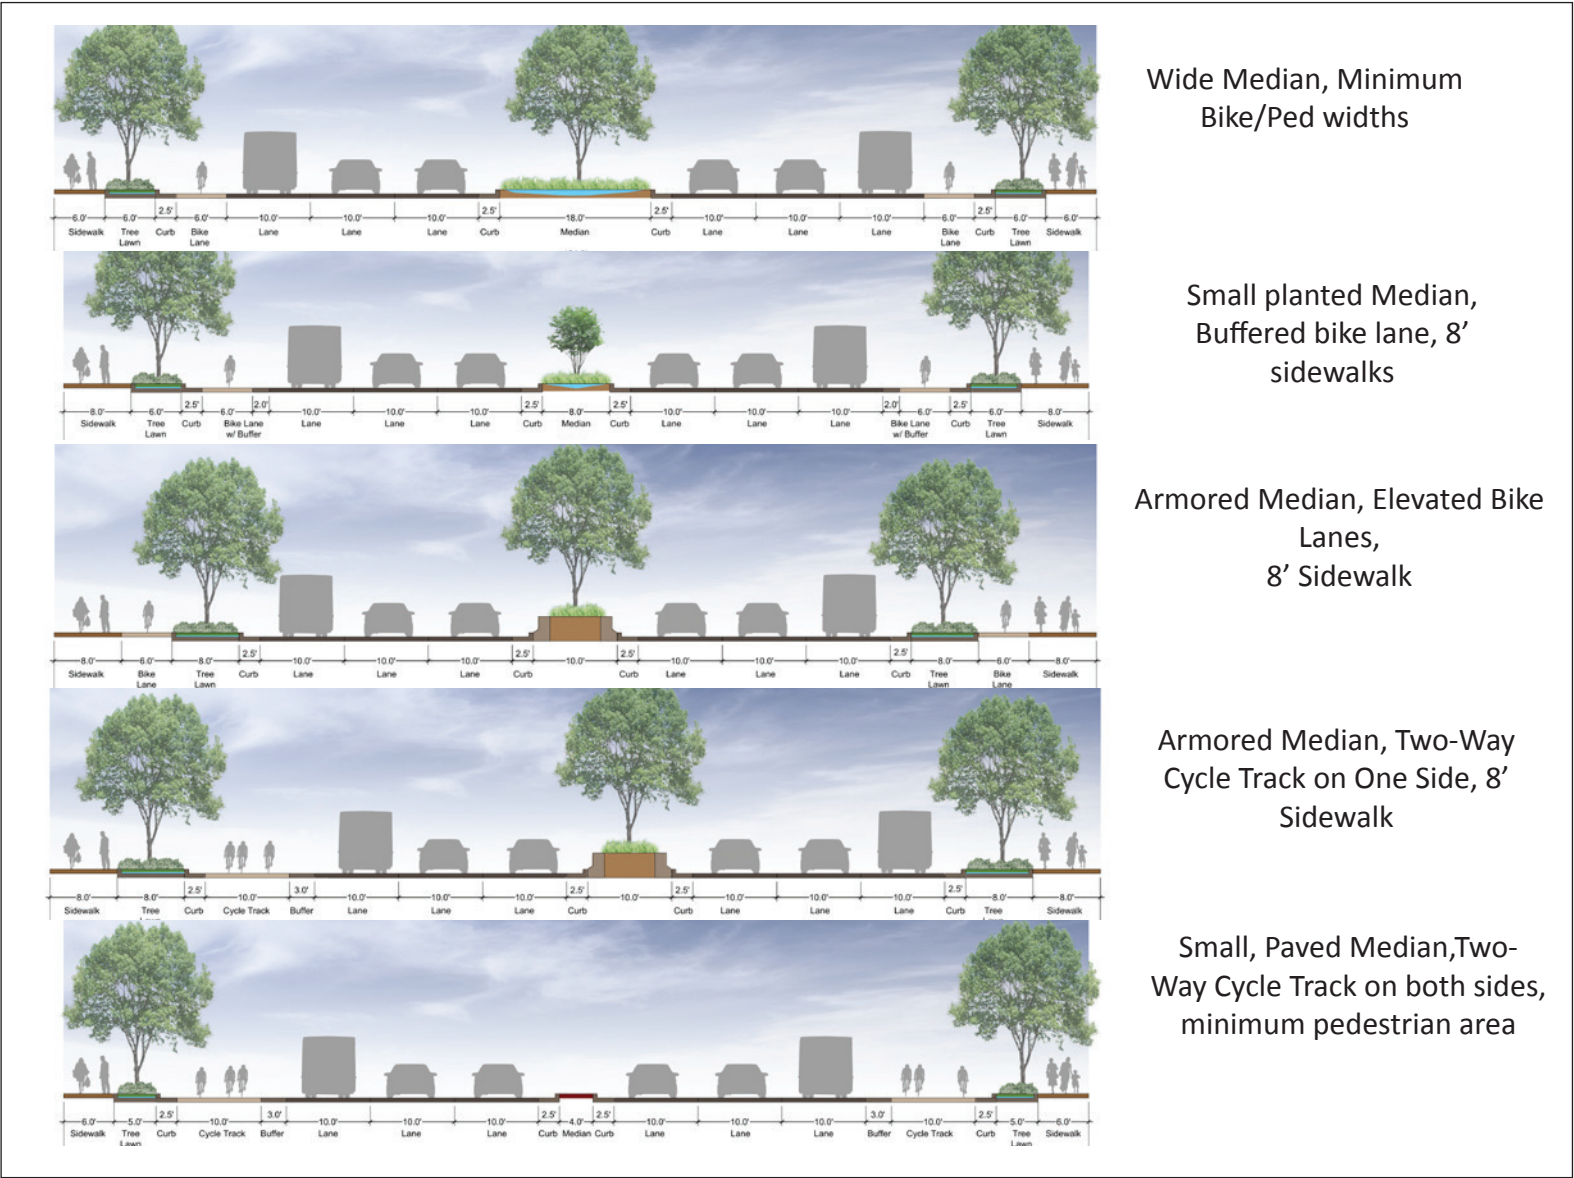 Wide Median, Minimum
Bike/Ped widths
2.5' 2.5' 2.5' 2.5'
6.0' 6.0' 6.0' 10.0' 10.0' 10.0' 18.0' 10.0' 10.0' 10.0' 6.0' 6.0' 6.0'
Sidewalk Tree Curb Bike Lane Lane Lane Curb Median Curb Lane Lane Lane Bike Curb Tree Sidewalk
Lawn Lane Lane Lawn
Small planted Median,
Buffered bike lane, 8’
sidewalks
2.5' 2.0' 2.5' 2.5' 2.0' 2.5'
8.0' 6.0' 6.0' 10.0' 10.0' 10.0' 8.0' 10.0' 10.0' 10.0' 6.0' 6.0' 8.0'
Sidewalk Tree Curb Bike Lane Lane Lane Lane Curb Median Curb Lane Lane Lane Bike Lane Curb Tree Sidewalk
Lawn w/ Buffer w/ Buffer Lawn
Armored Median, Elevated Bike
Lanes,
8’ Sidewalk
2.5' 2.5' 2.5' 2.5'
8.0' 6.0' 8.0' 10.0' 10.0' 10.0' 10.0' 10.0' 10.0' 10.0' 8.0' 6.0' 8.0'
Sidewalk Bike Tree Curb Lane Lane Lane Curb Curb Lane Lane Lane Curb Tree Bike Sidewalk
Lane Lawn Lawn Lane
Armored Median, Two-Way
Cycle Track on One Side, 8’
Sidewalk
2.5' 3.0' 2.5' 2.5' 2.5'
8.0' 8.0' 10.0' 10.0' 10.0' 10.0' 10.0' 10.0' 10.0' 10.0' 8.0' 8.0'
Sidewalk Tree Curb Cycle Track Buffer Lane Lane Lane Curb Curb Lane Lane Lane Curb Tree Sidewalk
Small, Paved Median,Two-
Way Cycle Track on both sides,
minimum pedestrian area
2.5' 3.0' 2.5' 2.5' 3.0' 2.5'
6.0' 5.0' 10.0' 10.0' 10.0' 10.0' 4.0' 10.0' 10.0' 10.0' 10.0' 5.0' 6.0'
Sidewalk Tree Curb Cycle Track Buffer Lane Lane Lane Curb Median Curb Lane Lane Lane Buffer Cycle Track Curb Tree Sidewalk
Lawn Lawn